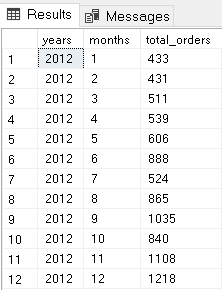 Results Messages
years months total_orders
1 2012 1 433
2 2012 2 431
3 2012 3 511
4 2012 4 539
5 2012 5 606
6 2012 6 888
7 2012 7 524
8 2012 8 865
9 2012 9 1035
10 2012 10 840
11 2012 11 1108
12 2012 12 1218